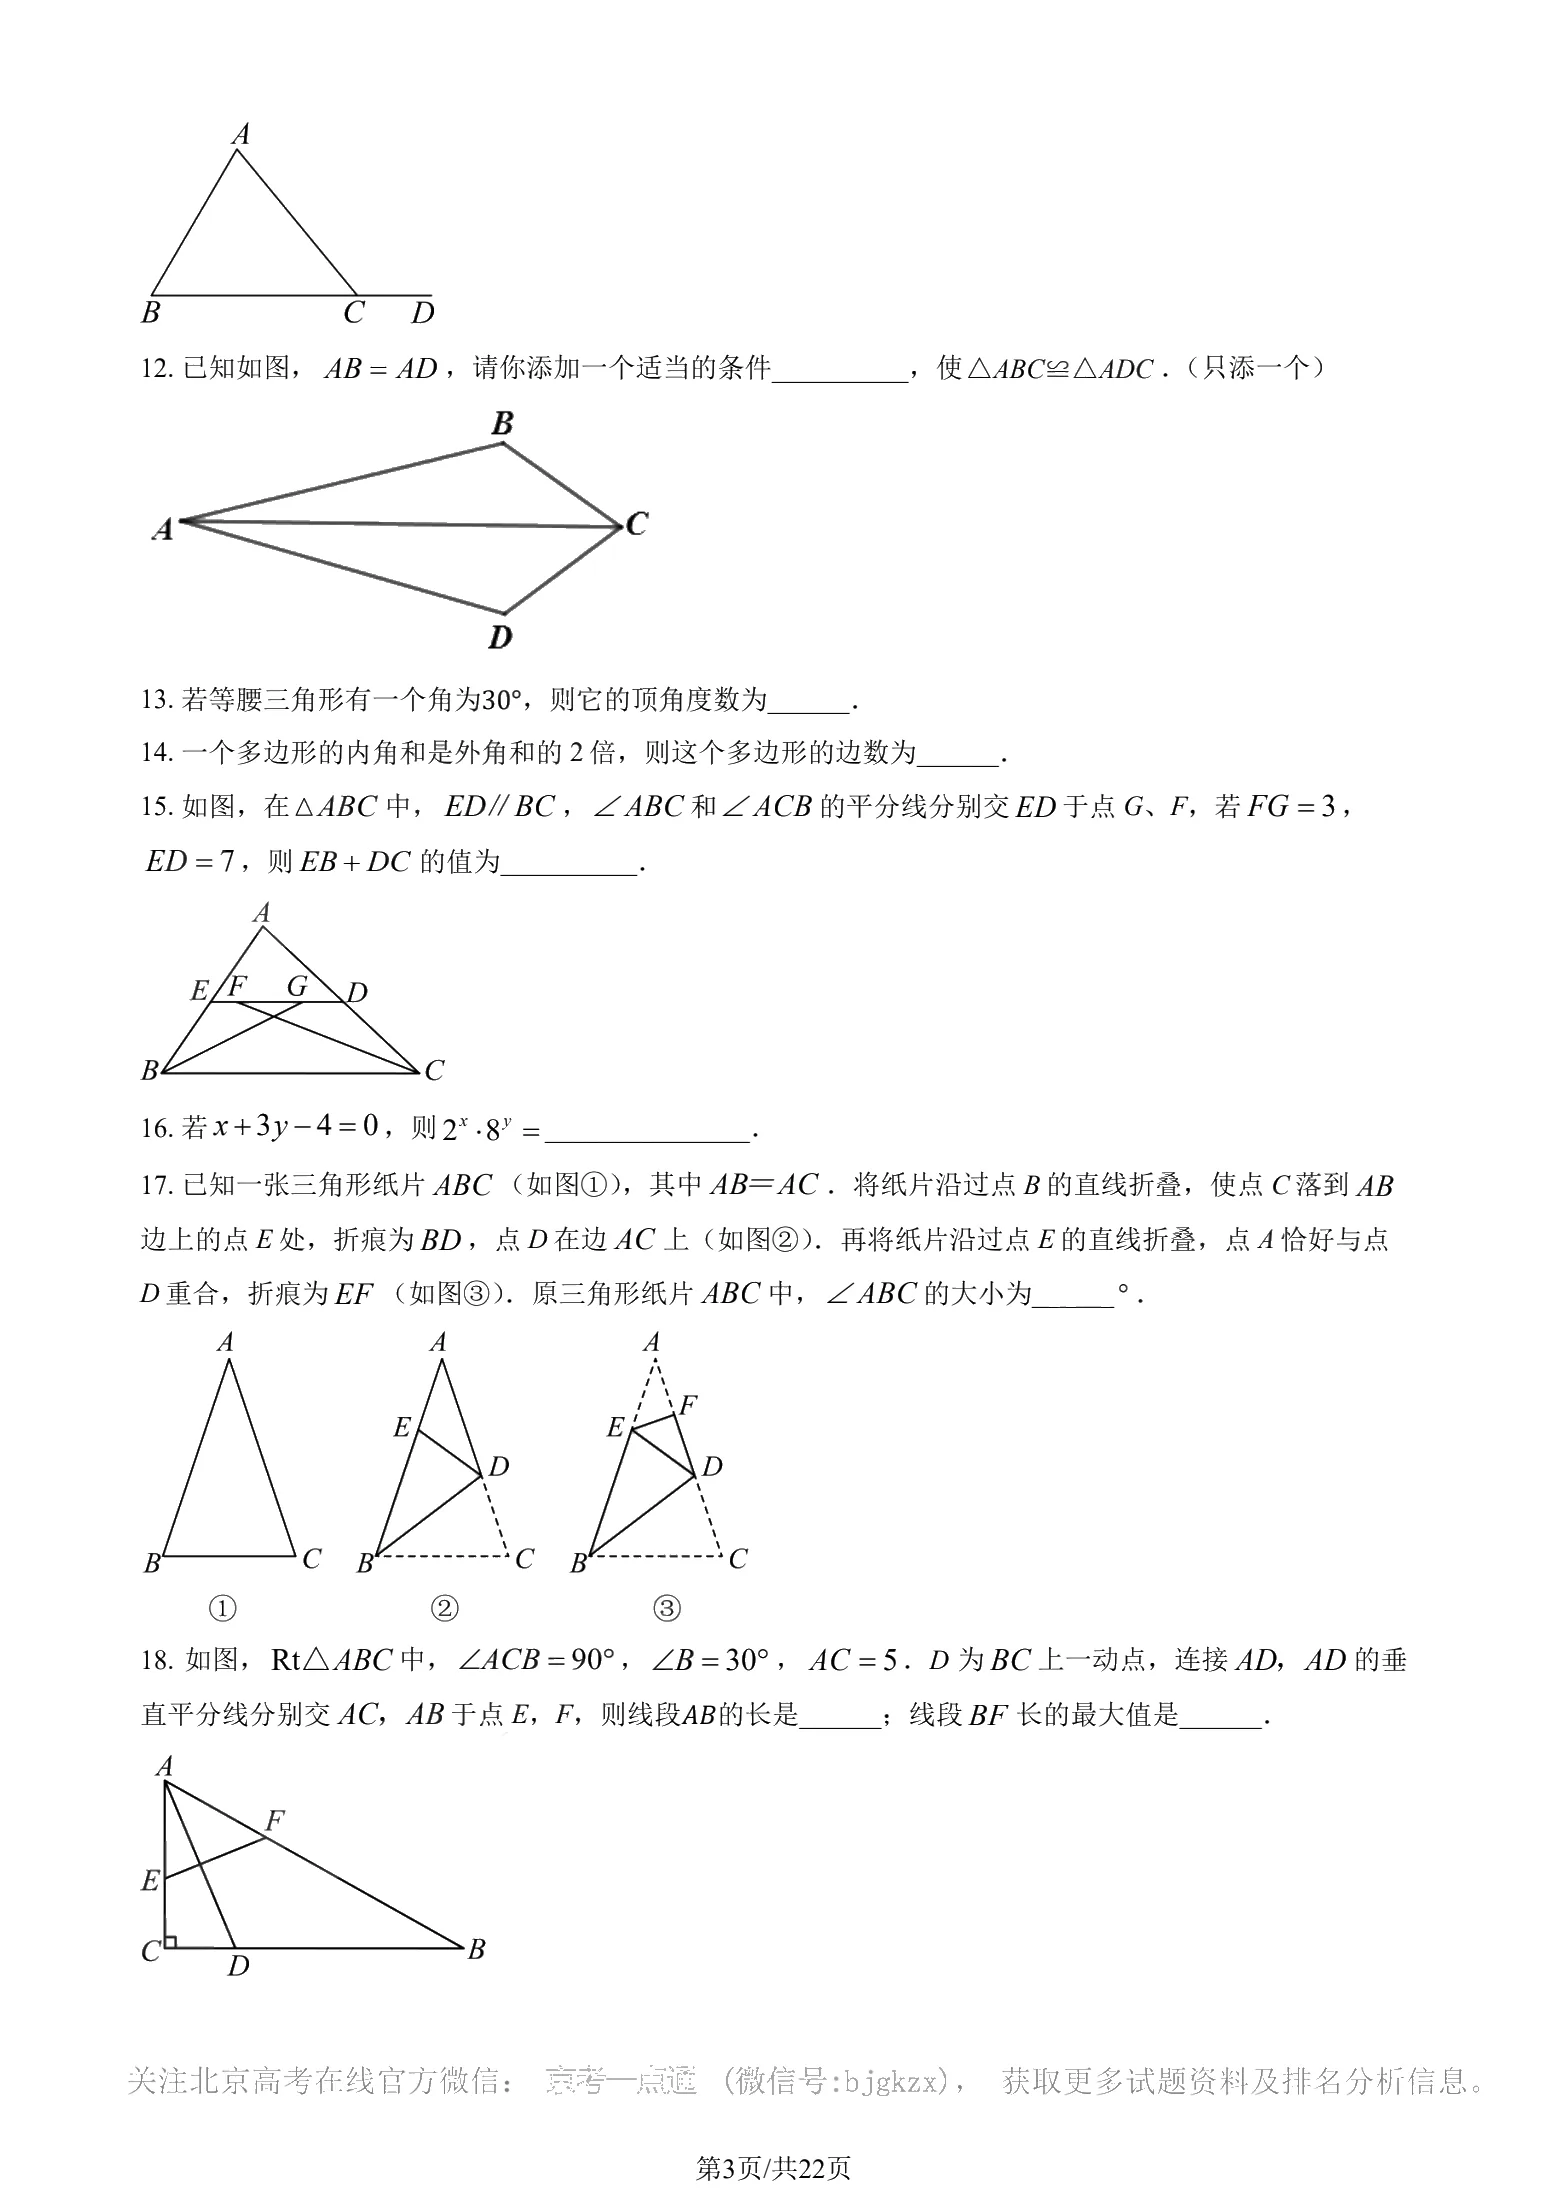 A
B C D
12. 已知如图，AB = AD，请你添加一个适当的条件__________，使△ABC≌△ADC．（只添一个）
B
A C
D
13. 若等腰三角形有一个角为30°，则它的顶角度数为______．
14. 一个多边形的内角和是外角和的 2 倍，则这个多边形的边数为______．
15. 如图，在△ABC 中，ED∥BC，∠ABC 和∠ACB 的平分线分别交 ED 于点 G、F，若 FG = 3，
ED = 7，则 EB + DC 的值为__________．
A
E F G D
B C
16. 若 x + 3y − 4 = 0，则 2^x · 8^y = _______________．
17. 已知一张三角形纸片 ABC（如图①），其中 AB＝AC．将纸片沿过点 B 的直线折叠，使点 C 落到 AB
边上的点 E 处，折痕为 BD，点 D 在边 AC 上（如图②）．再将纸片沿过点 E 的直线折叠，点 A 恰好与点
D 重合，折痕为 EF（如图③）．原三角形纸片 ABC 中，∠ABC 的大小为______°．
A A A
E E F
D D
B C B C B C
① ② ③
18. 如图，Rt△ABC 中，∠ACB = 90°，∠B = 30°，AC = 5．D 为 BC 上一动点，连接 AD，AD 的垂
直平分线分别交 AC，AB 于点 E，F，则线段AB的长是______；线段 BF 长的最大值是______．
A
F
E
C D B
关注北京高考在线官方微信： 京考一点通 (微信号:bjgkzx)， 获取更多试题资料及排名分析信息。
第3页/共22页